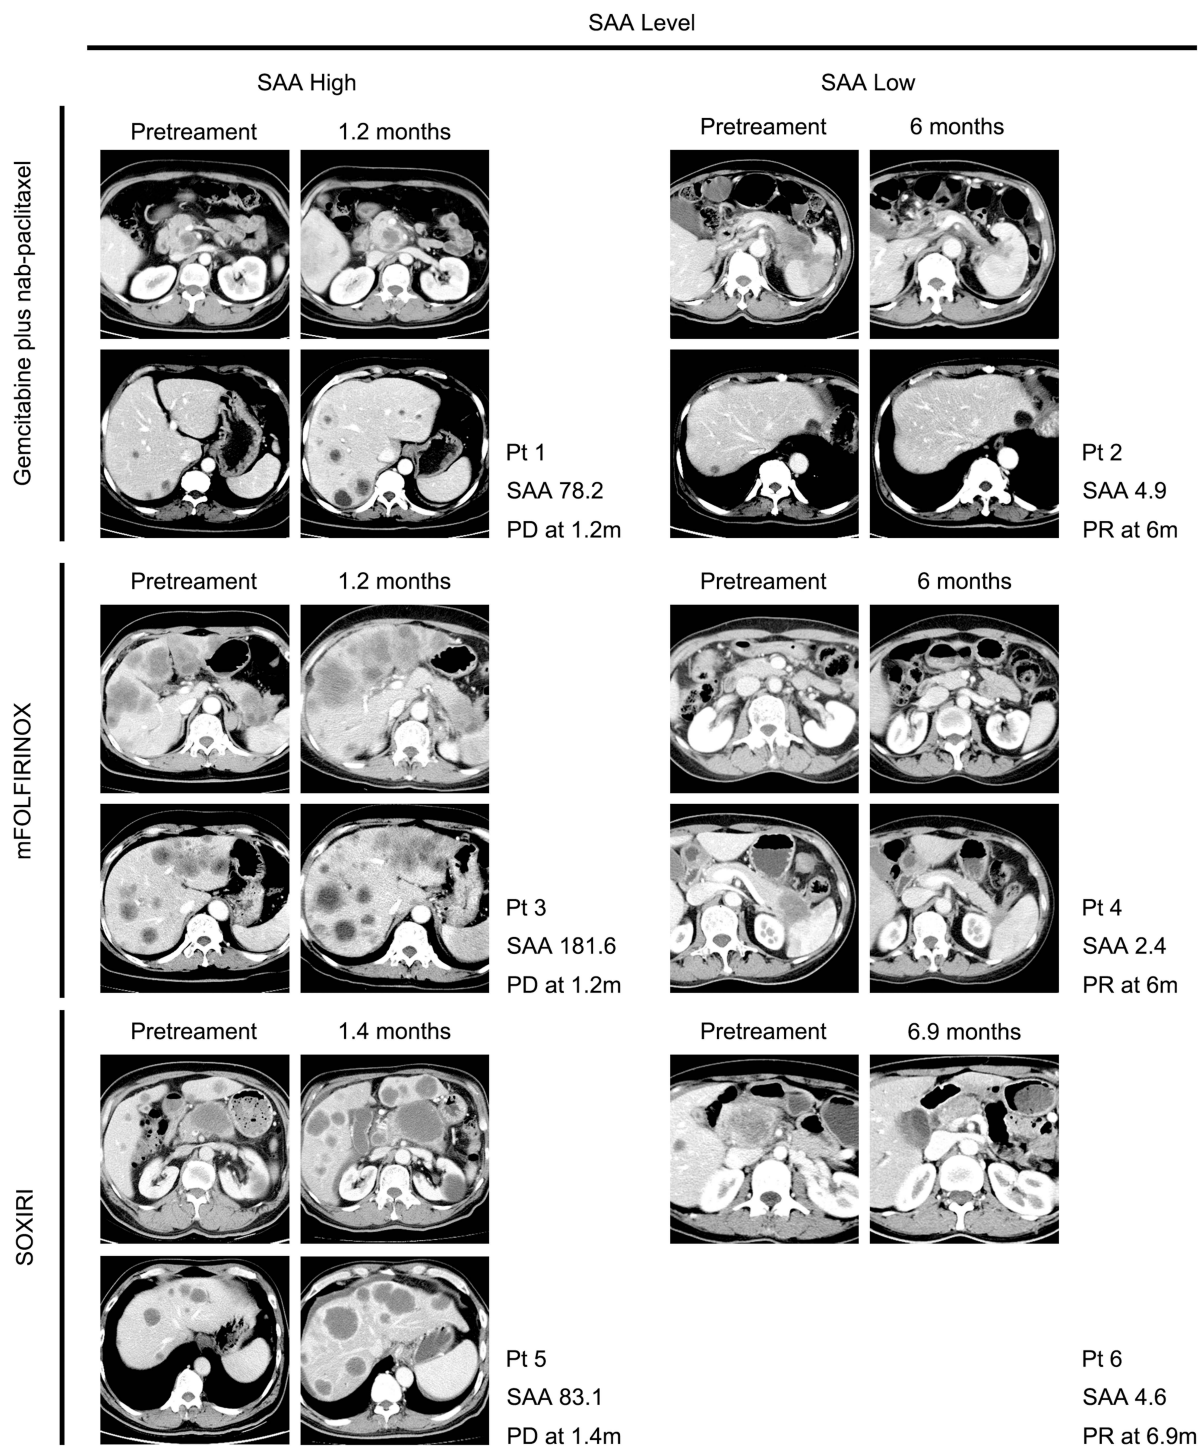 SAA Level
SAA High
SAA Low
Gemcitabine plus nab-paclitaxel
Pretreament
1.2 months
Pretreament
6 months
Pt 1
SAA 78.2
PD at 1.2m
Pt 2
SAA 4.9
PR at 6m
mFOLFIRINOX
Pretreament
1.2 months
Pretreament
6 months
Pt 3
SAA 181.6
PD at 1.2m
Pt 4
SAA 2.4
PR at 6m
SOXIRI
Pretreament
1.4 months
Pretreament
6.9 months
Pt 5
SAA 83.1
PD at 1.4m
Pt 6
SAA 4.6
PR at 6.9m